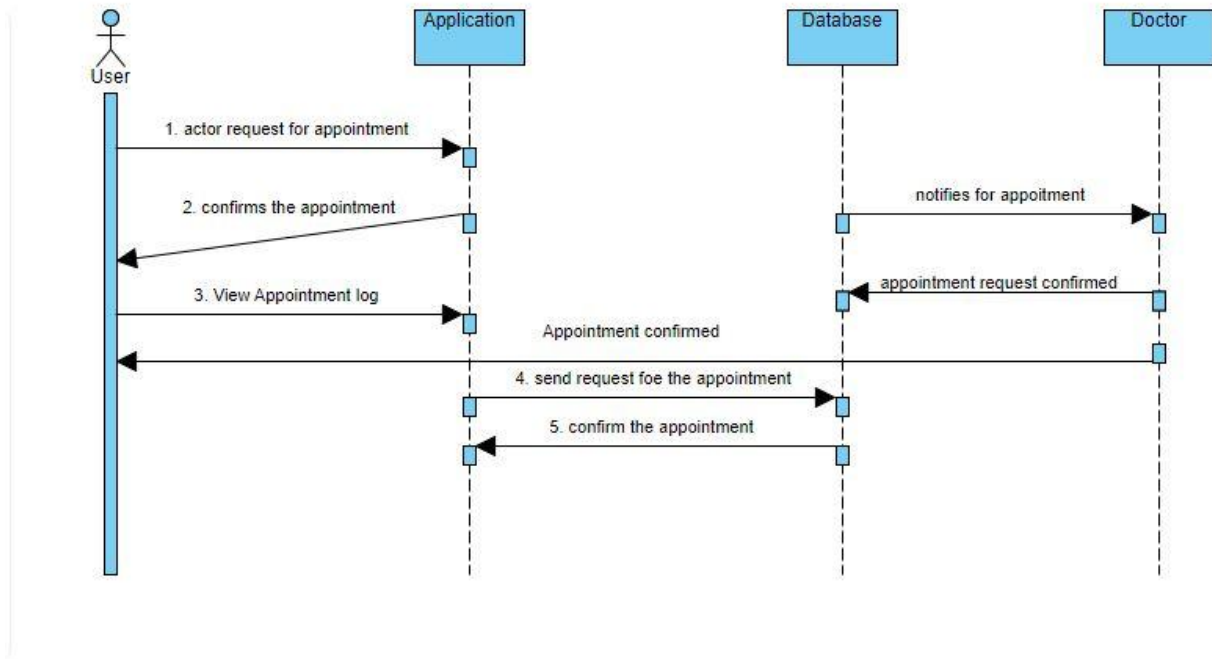 Application
Database
Doctor
User
1. actor request for appointment
2. confirms the appointment
notifies for appoitment
appointment request confirmed
3. View Appointment log
Appointment confirmed
4. send request foe the appointment
5. confirm the appointment